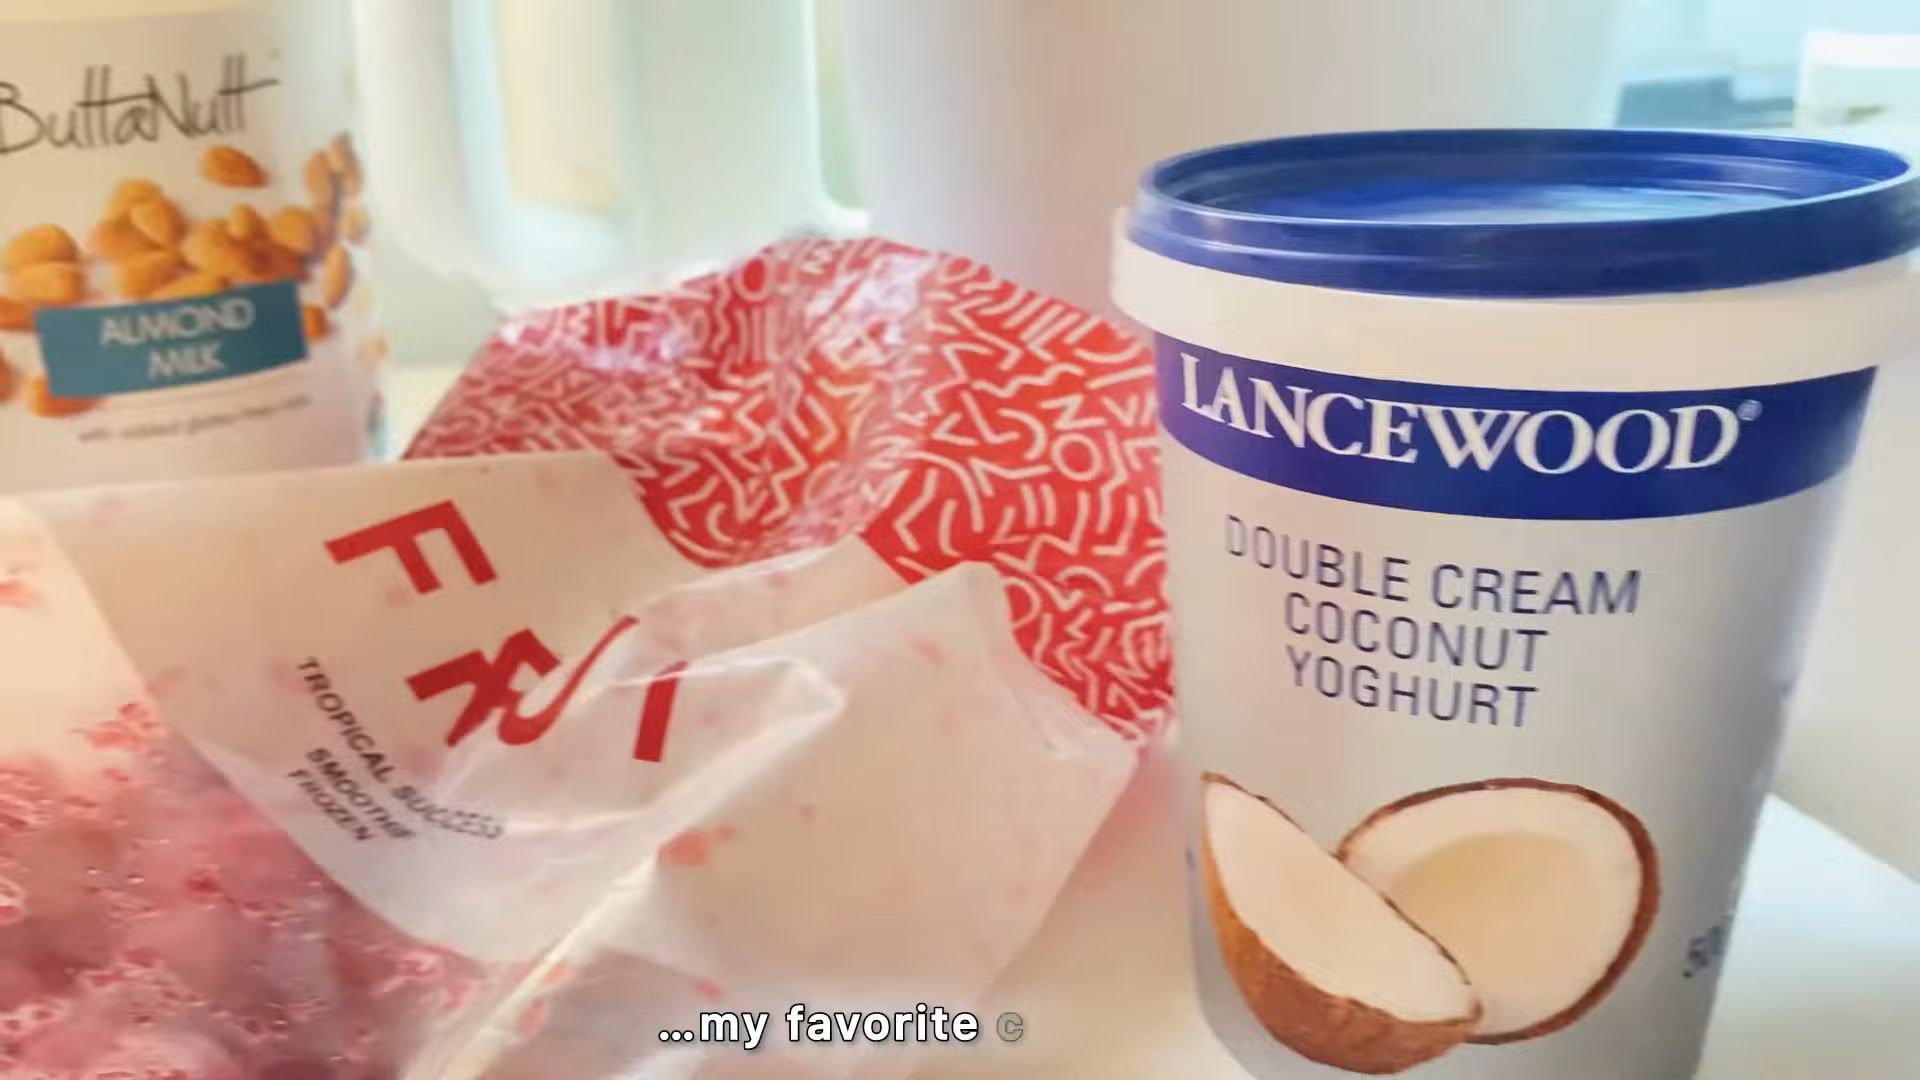 ButtaNutt
ALMOND
MILK
FR
TROPICAL SUCCESS
SMOOTHIE
FROZEN
LANCEWOOD®
DOUBLE CREAM
COCONUT
YOGHURT
...my favorite c